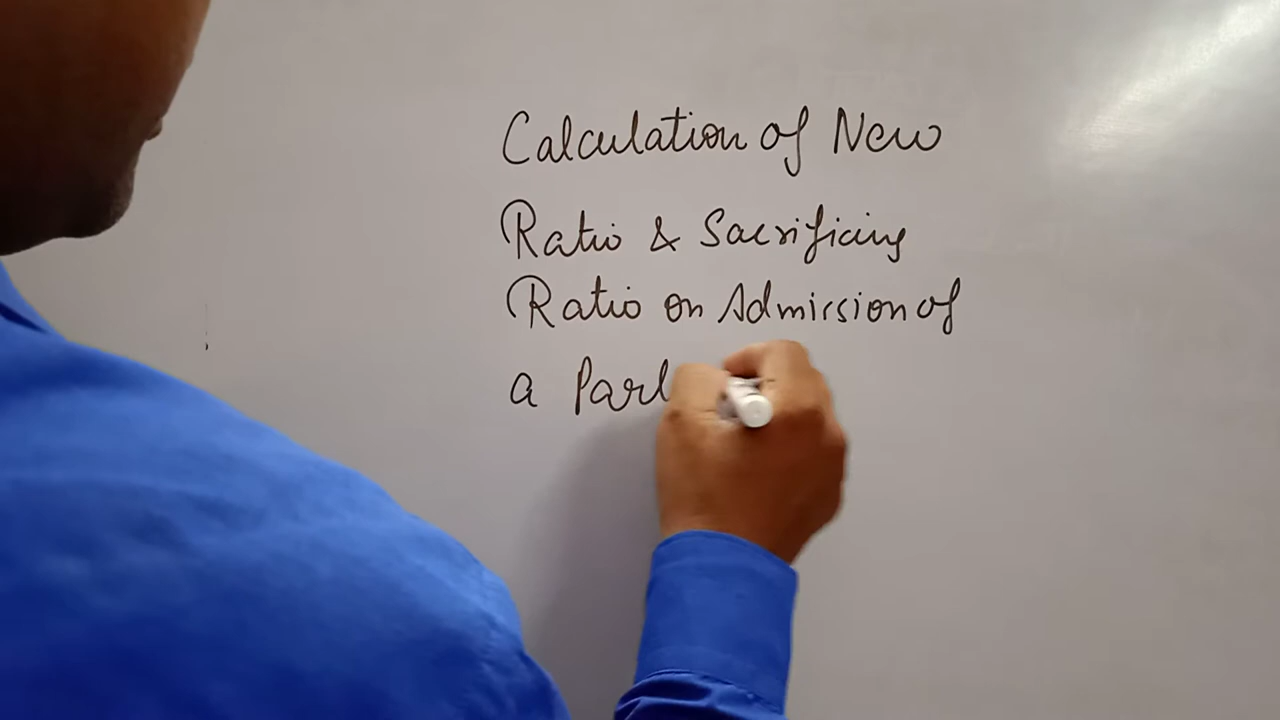 Calculation of New
Ratio & Sacrificing
Ratio on Admission of
a Part